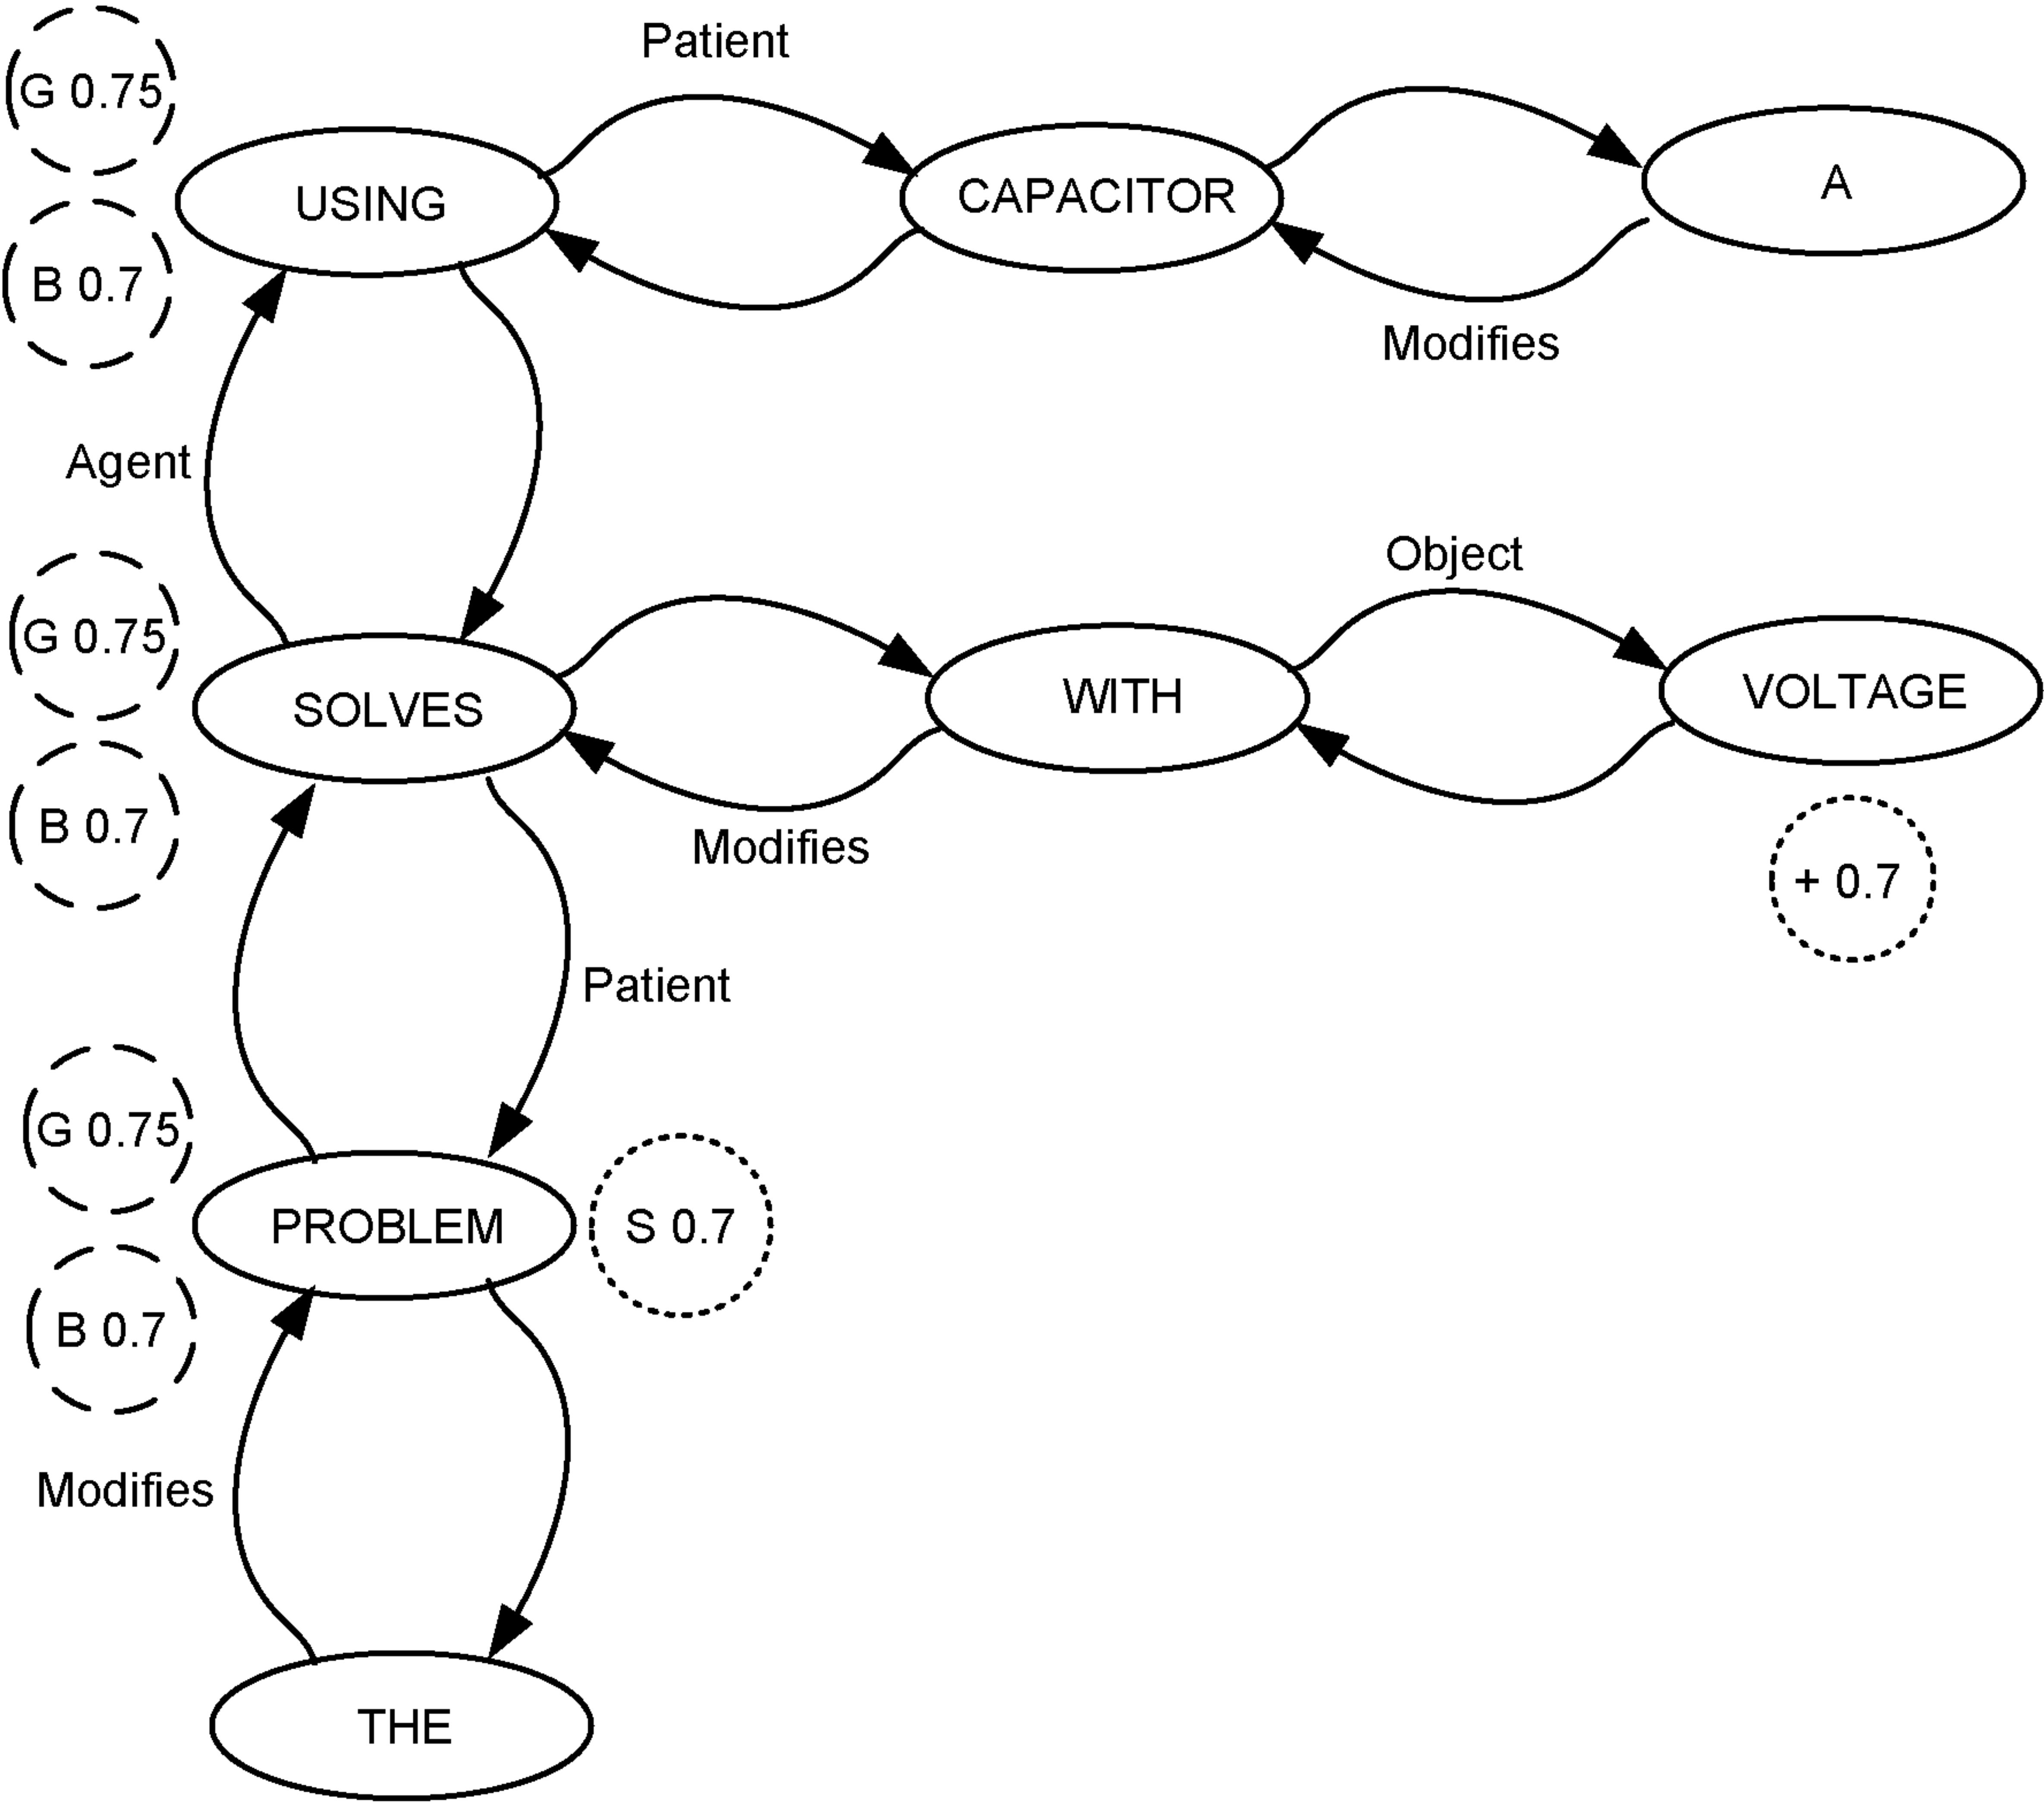 Patient
G 0.75
USING
CAPACITOR
A
B 0.7
Modifies
Agent
Object
G 0.75
SOLVES
WITH
VOLTAGE
B 0.7
Modifies
+ 0.7
Patient
G 0.75
PROBLEM
S 0.7
B 0.7
Modifies
THE